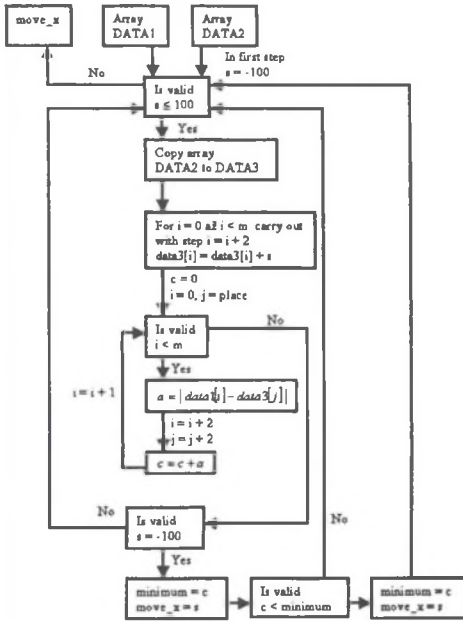 move_x
Array
DATA1
Array
DATA2
In first step
s = -100
No
Is valid
s ≤ 100
Yes
Copy array
DATA2 to DATA3
For i = 0 až i < m carry out
with step i = i + 2
data3[i] = data3[i] + s
c = 0
i = 0, j = place
Is valid
i < m
No
Yes
i = i + 1
a = |data1[i] - data3[j]|
i = i + 2
j = j + 2
c = c + a
No
Is valid
s = -100
No
Yes
minimum = c
move_x = s
Is valid
c < minimum
minimum = c
move_x = s